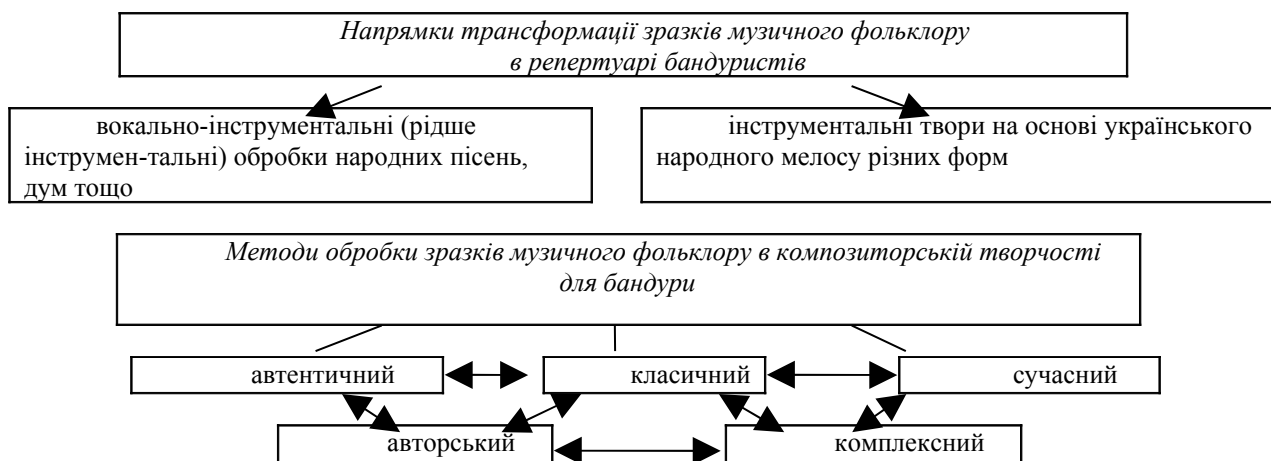 Напрямки трансформації зразків музичного фольклору
в репертуарі бандуристів
вокально-інструментальні (рідше
інструмен-тальні) обробки народних пісень,
дум тощо
інструментальні твори на основі українського
народного мелосу різних форм
Методи обробки зразків музичного фольклору в композиторській творчості
для бандури
автентичний
класичний
сучасний
авторський
комплексний